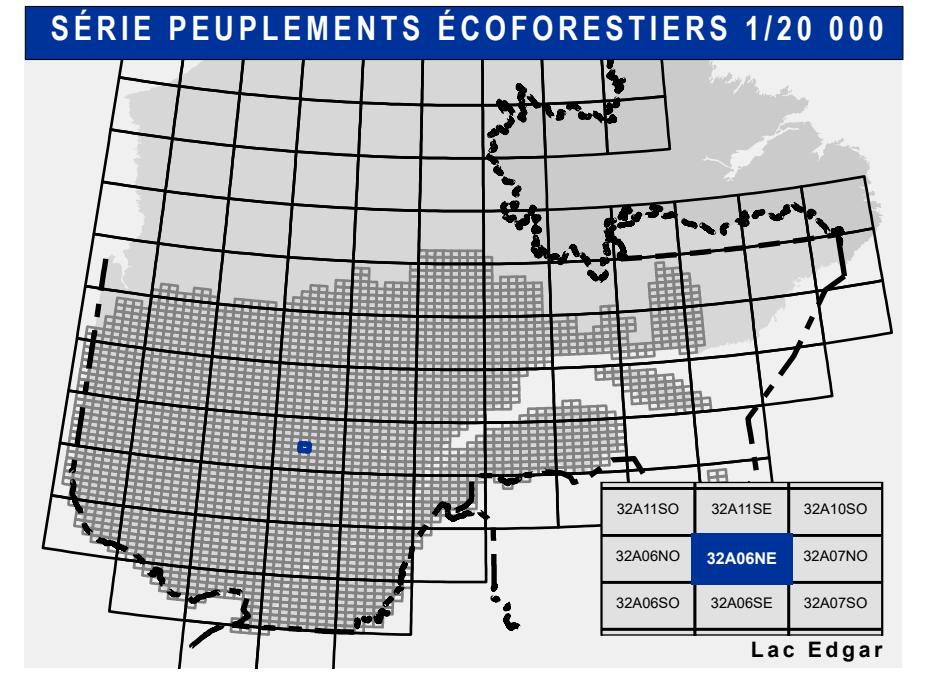 SÉRIE PEUPLEMENTS ÉCOFORESTIERS 1/20 000
32A11SO 32A11SE 32A10SO
32A06NO 32A06NE 32A07NO
32A06SO 32A06SE 32A07SO
Lac Edgar